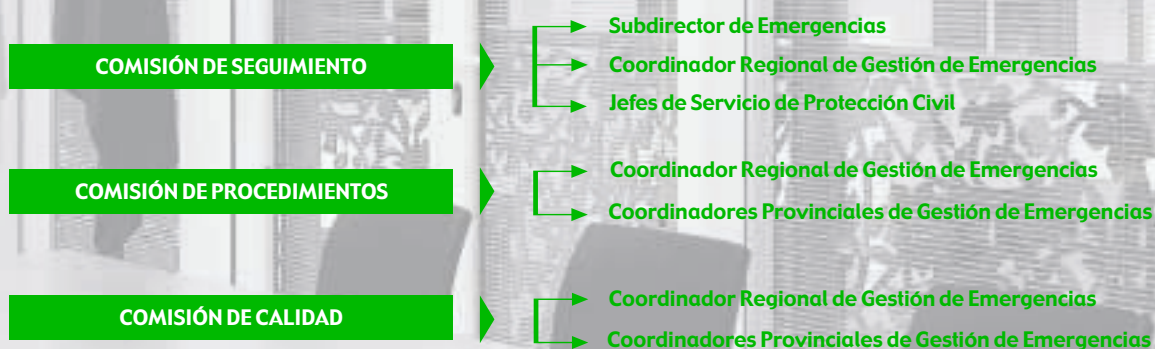 COMISIÓN DE SEGUIMIENTO
Subdirector de Emergencias
Coordinador Regional de Gestión de Emergencias
Jefes de Servicio de Protección Civil
COMISIÓN DE PROCEDIMIENTOS
Coordinador Regional de Gestión de Emergencias
Coordinadores Provinciales de Gestión de Emergencias
COMISIÓN DE CALIDAD
Coordinador Regional de Gestión de Emergencias
Coordinadores Provinciales de Gestión de Emergencias